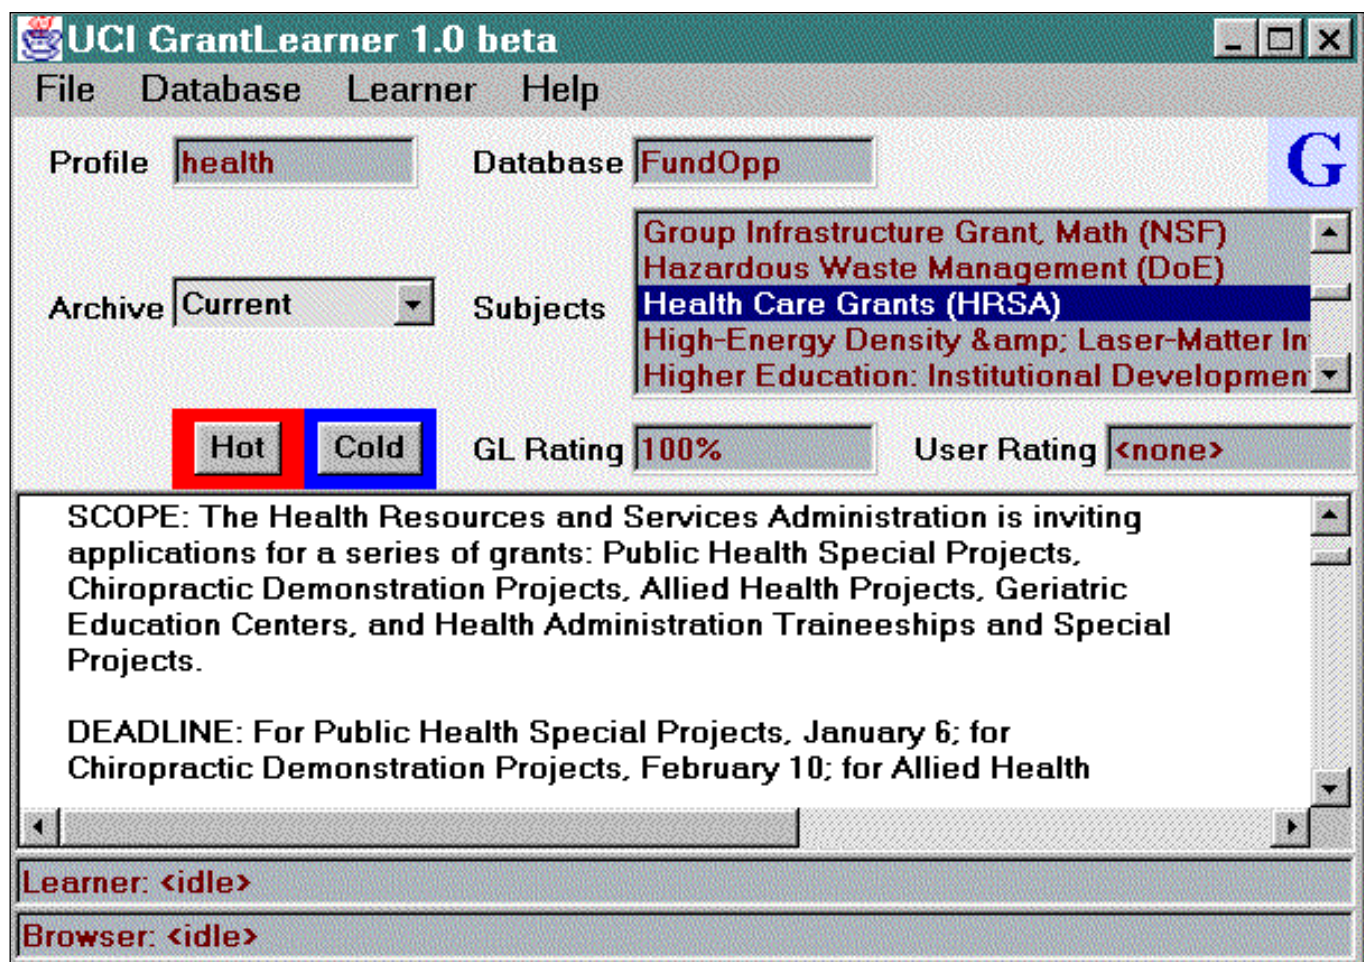 UCI GrantLearner 1.0 beta
File Database Learner Help
Profile health Database FundOpp
G
Group Infrastructure Grant, Math (NSF)
Hazardous Waste Management (DoE)
Archive Current Subjects Health Care Grants (HRSA)
High-Energy Density &amp; Laser-Matter In
Higher Education: Institutional Developmen
Hot Cold GL Rating 100% User Rating <none>
SCOPE: The Health Resources and Services Administration is inviting
applications for a series of grants: Public Health Special Projects,
Chiropractic Demonstration Projects, Allied Health Projects, Geriatric
Education Centers, and Health Administration Traineeships and Special
Projects.
DEADLINE: For Public Health Special Projects, January 6; for
Chiropractic Demonstration Projects, February 10; for Allied Health
Learner: <idle>
Browser: <idle>